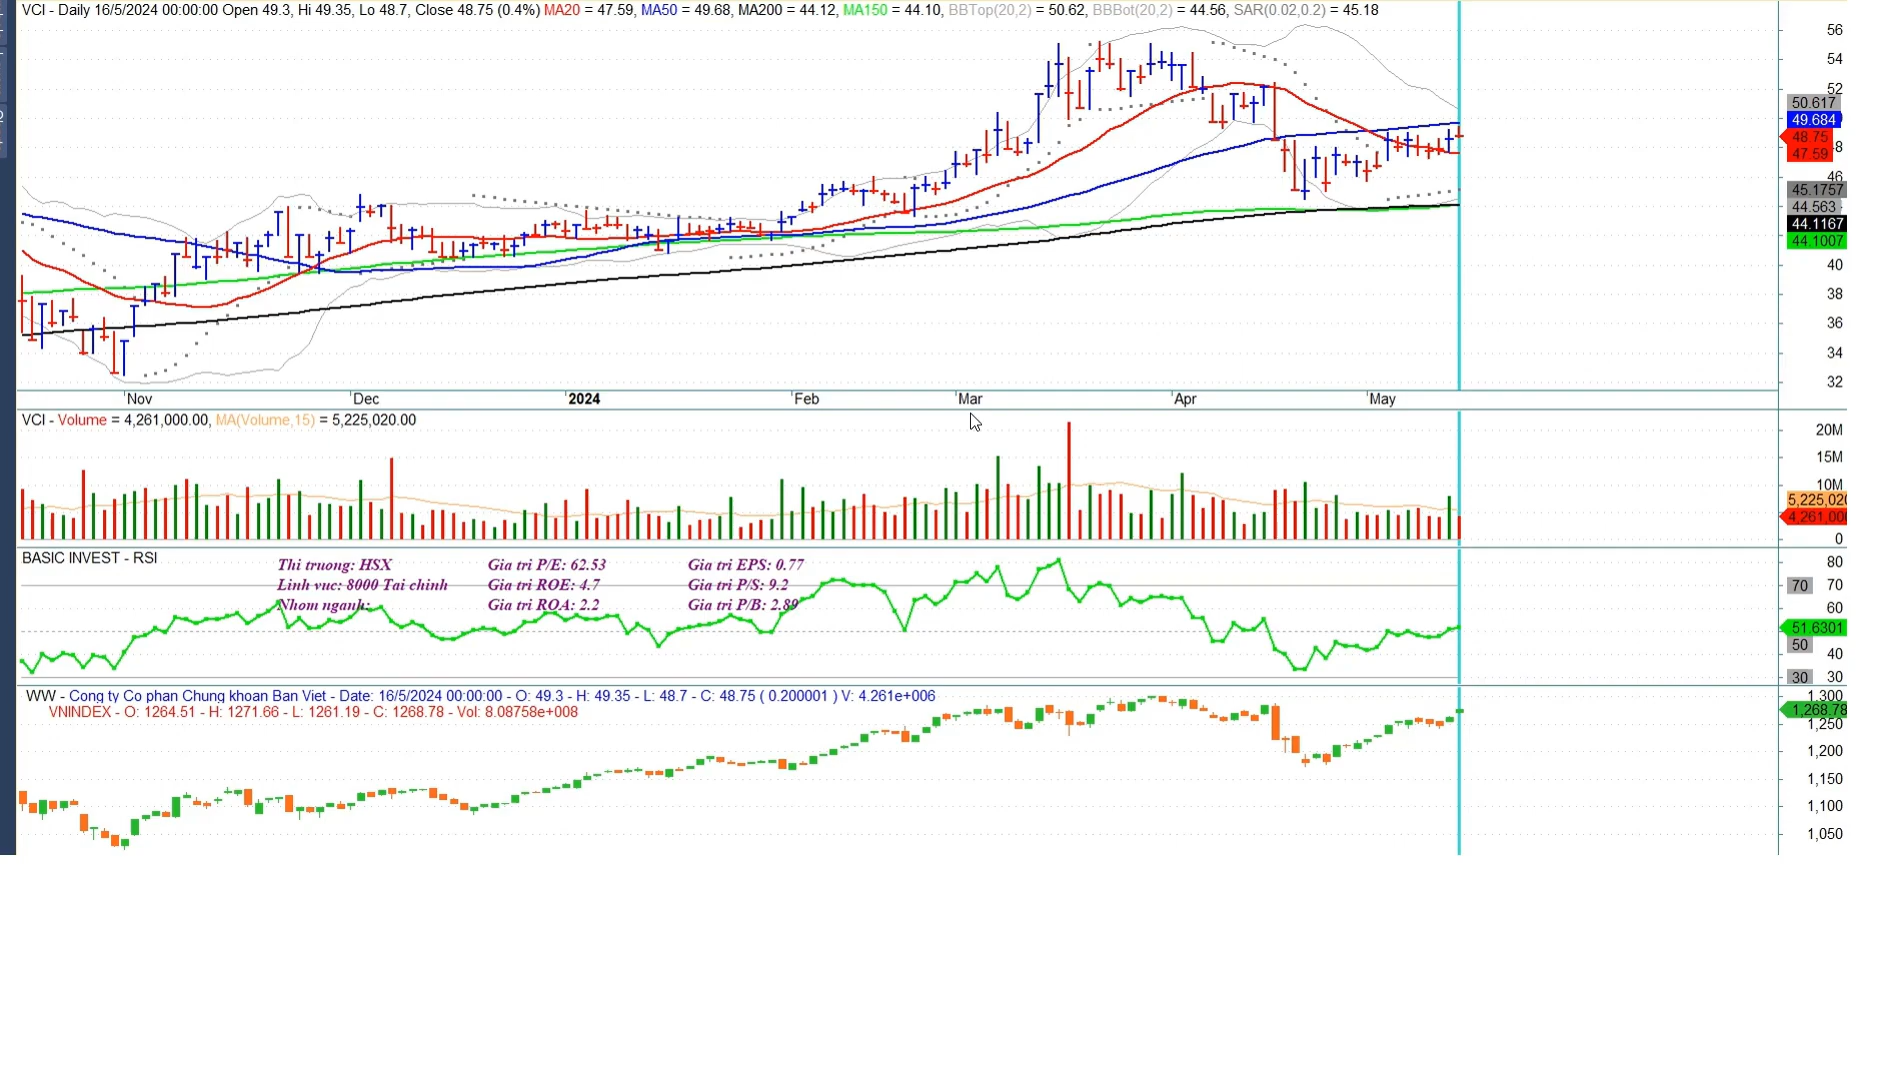 VCI - Daily 16/5/2024 00:00:00 Open 49.3, Hi 49.35, Lo 48.7, Close 48.75 (0.4%) MA20 = 47.59, MA50 = 49.68, MA200 = 44.12, MA150 = 44.10, BBTop(20,2) = 50.62, BBBot(20,2) = 44.56, SAR(0.02,0.2) = 45.18
56
54
52
50.617
49.684
48.75
47.59
46
45.1757
44.563
44.1167
44.1007
40
38
36
34
32
Nov Dec 2024 Feb Mar Apr May
VCI - Volume = 4,261,000.00, MA(Volume,15) = 5,225,020.00
20M
15M
10M
5,225,020
4,261,000
0
BASIC INVEST - RSI
Thi truong: HSX Gia tri P/E: 62.53 Gia tri EPS: 0.77
Linh vuc: 8000 Tai chinh Gia tri ROE: 4.7 Gia tri P/S: 9.2
Nhom nganh: Gia tri ROA: 2.2 Gia tri P/B: 2.89
80
70 70
60
51.6301
50
40
30 30
WW - Cong ty Co phan Chung khoan Ban Viet - Date: 16/5/2024 00:00:00 - O: 49.3 - H: 49.35 - L: 48.7 - C: 48.75 ( 0.200001 ) V: 4.261e+006
VNINDEX - O: 1264.51 - H: 1271.66 - L: 1261.19 - C: 1268.78 - Vol: 8.08758e+008
1,300
1,268.78
1,250
1,200
1,150
1,100
1,050